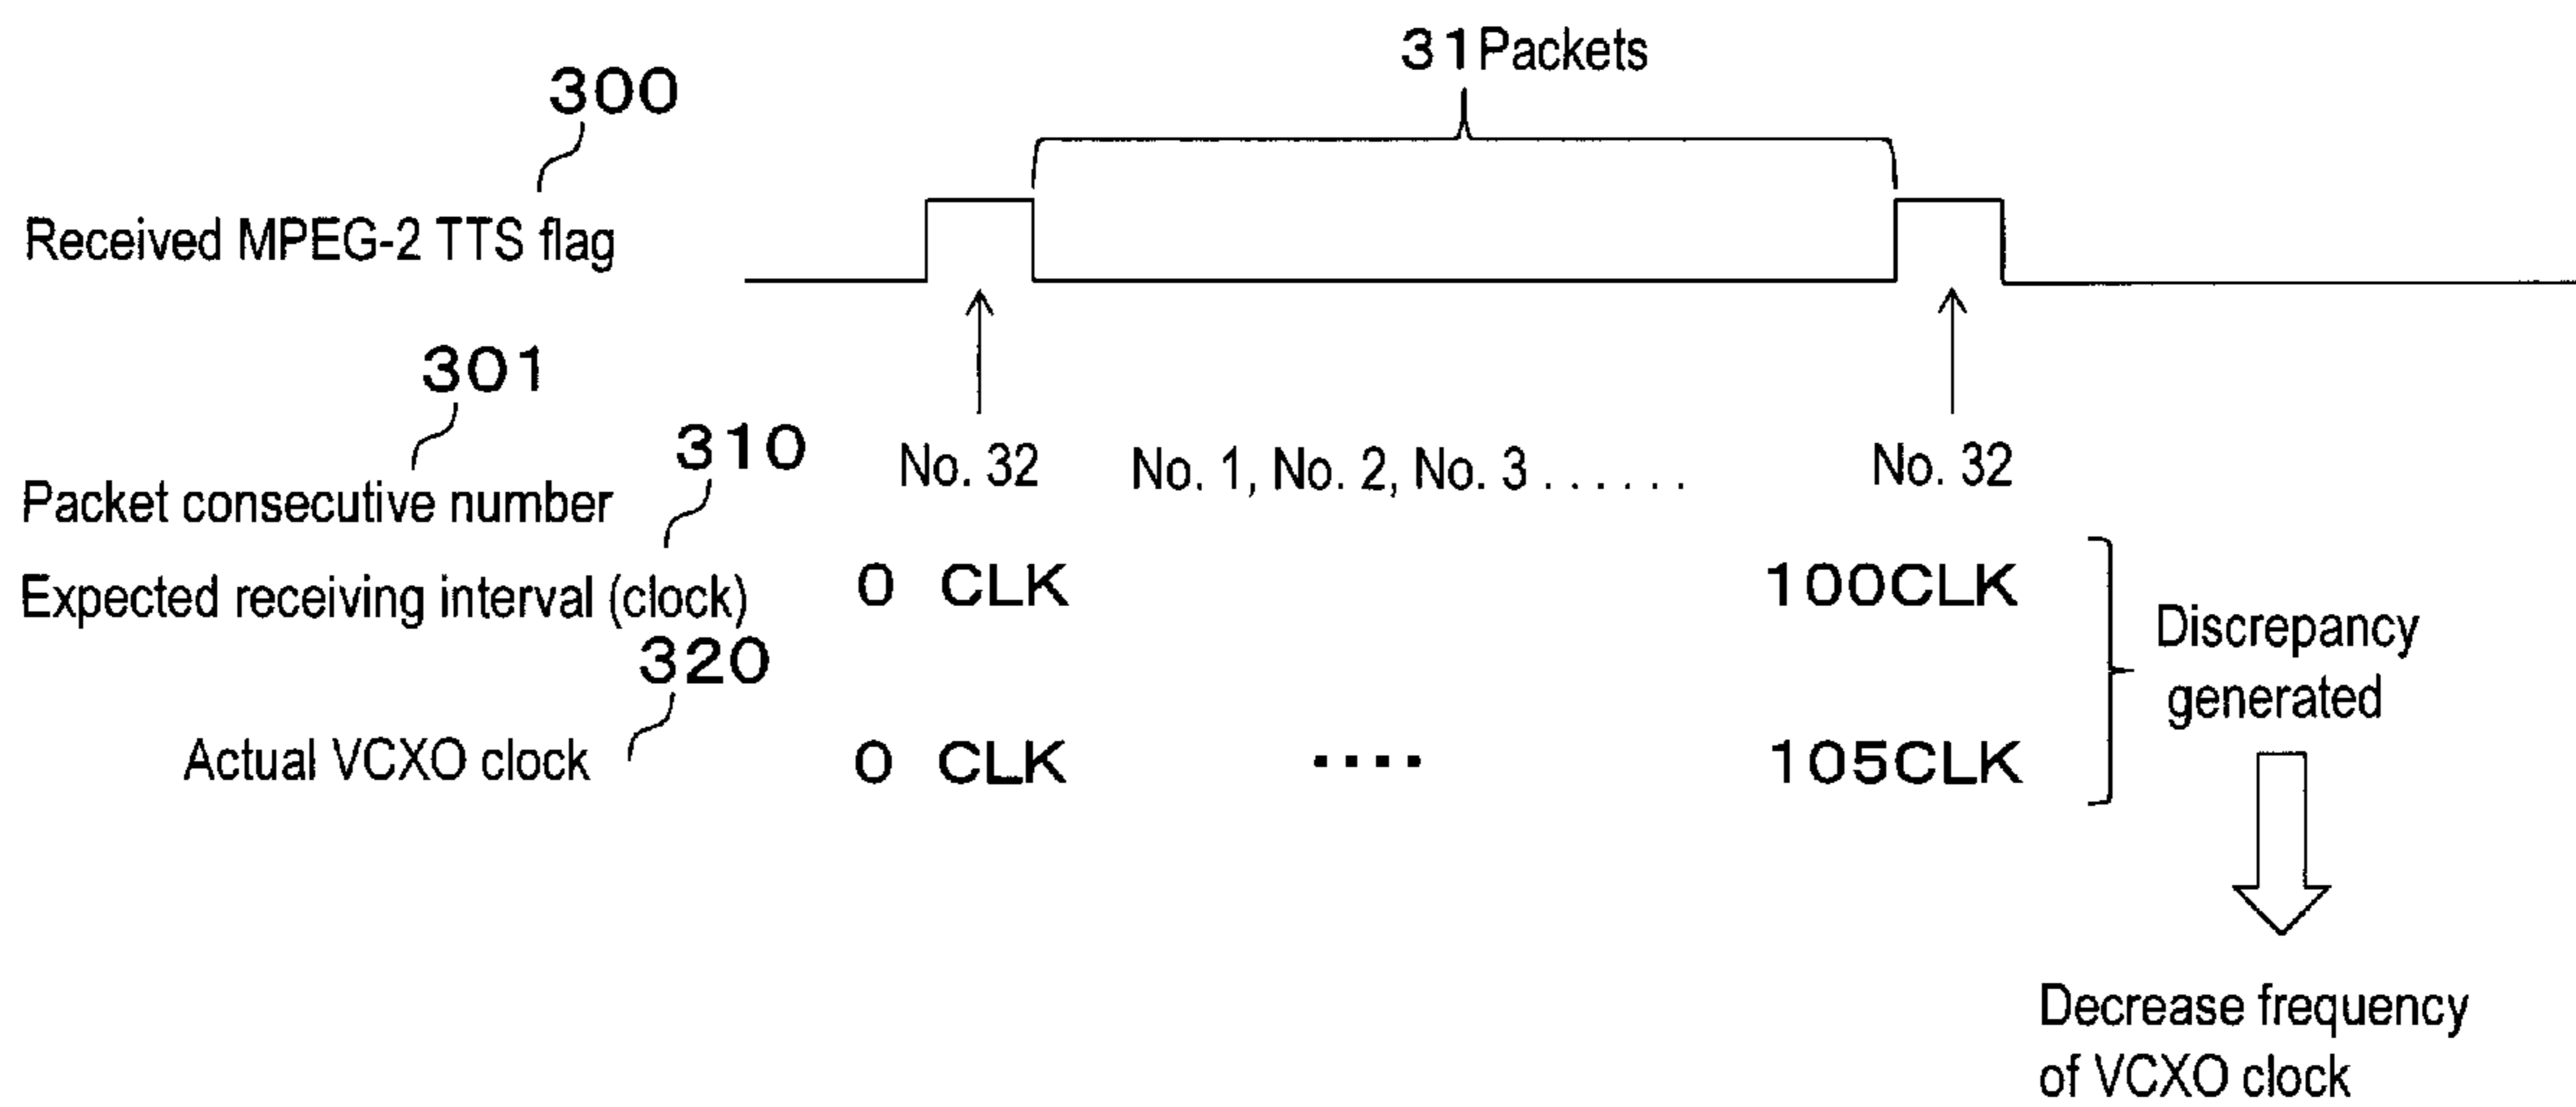 31Packets
300
Received MPEG-2 TTS flag
301
310
No. 32 No. 1, No. 2, No. 3 . . . . . . No. 32
Packet consecutive number
Expected receiving interval (clock) 0 CLK 100CLK
320
Discrepancy
generated
Actual VCXO clock 0 CLK .... 105CLK
Decrease frequency
of VCXO clock